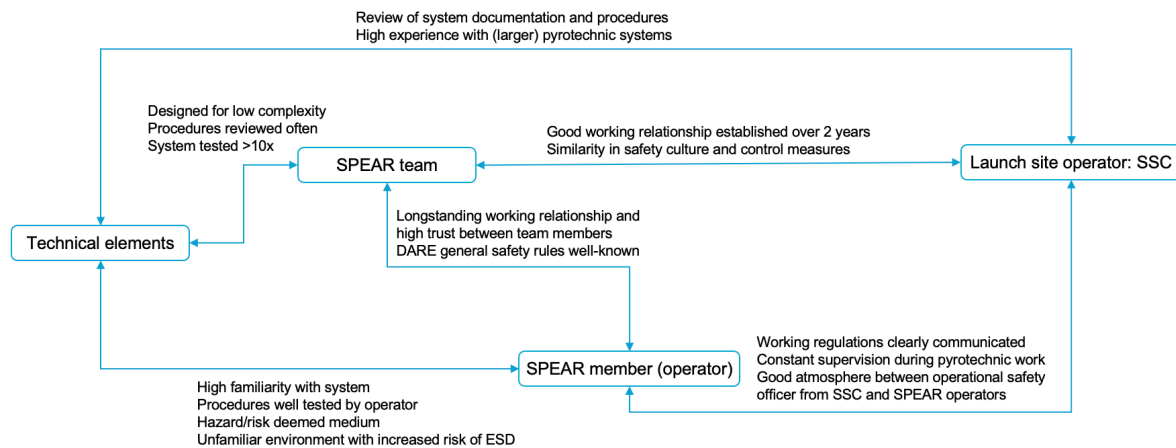 Review of system documentation and procedures
High experience with (larger) pyrotechnic systems
Designed for low complexity
Procedures reviewed often
System tested >10x
Good working relationship established over 2 years
Similarity in safety culture and control measures
SPEAR team
Launch site operator: SSC
Longstanding working relationship and
high trust between team members
DARE general safety rules well-known
Technical elements
Working regulations clearly communicated
Constant supervision during pyrotechnic work
Good atmosphere between operational safety
officer from SSC and SPEAR operators
SPEAR member (operator)
High familiarity with system
Procedures well tested by operator
Hazard/risk deemed medium
Unfamiliar environment with increased risk of ESD